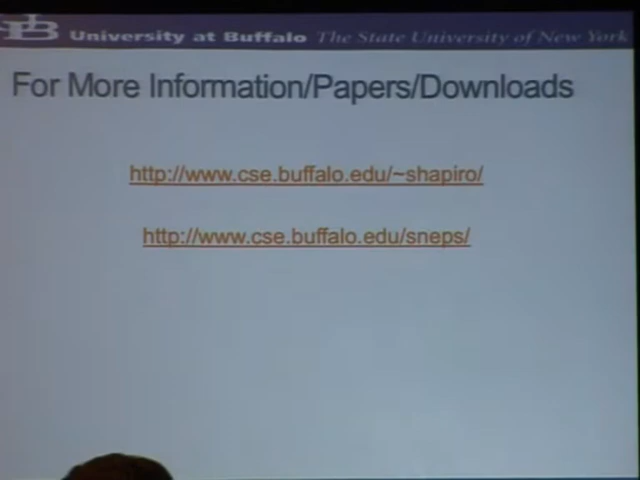 University at Buffalo The State University of New York
For More Information/Papers/Downloads
http://www.cse.buffalo.edu/~shapiro/
http://www.cse.buffalo.edu/sneps/